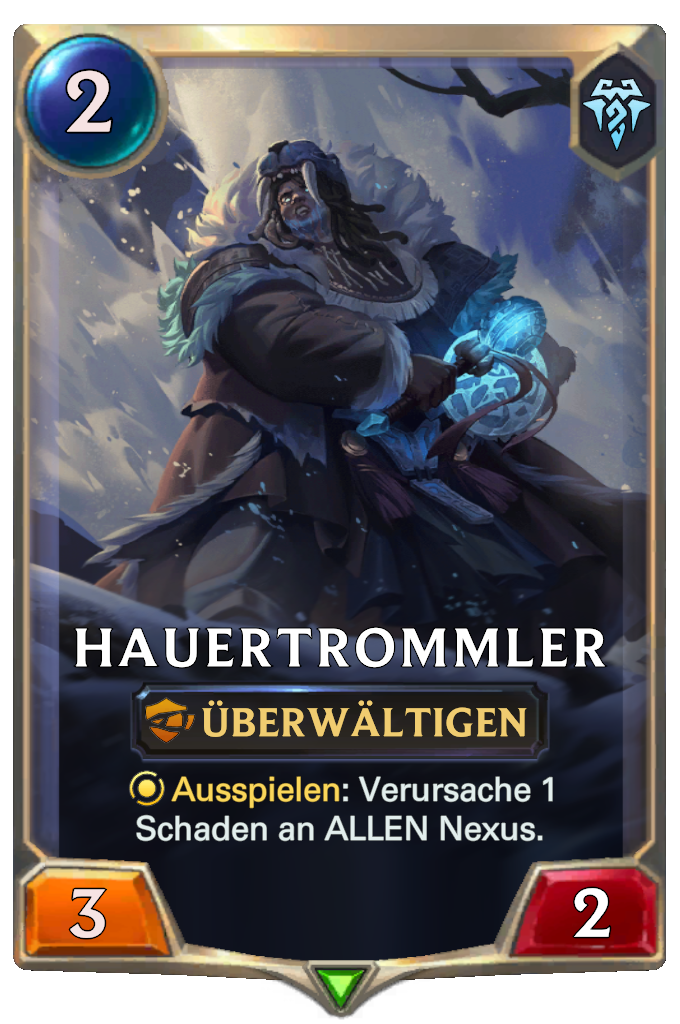 2
HAUERTROMMLER
ÜBERWÄLTIGEN
Ausspielen: Verursache 1
Schaden an ALLEN Nexus.
3
2